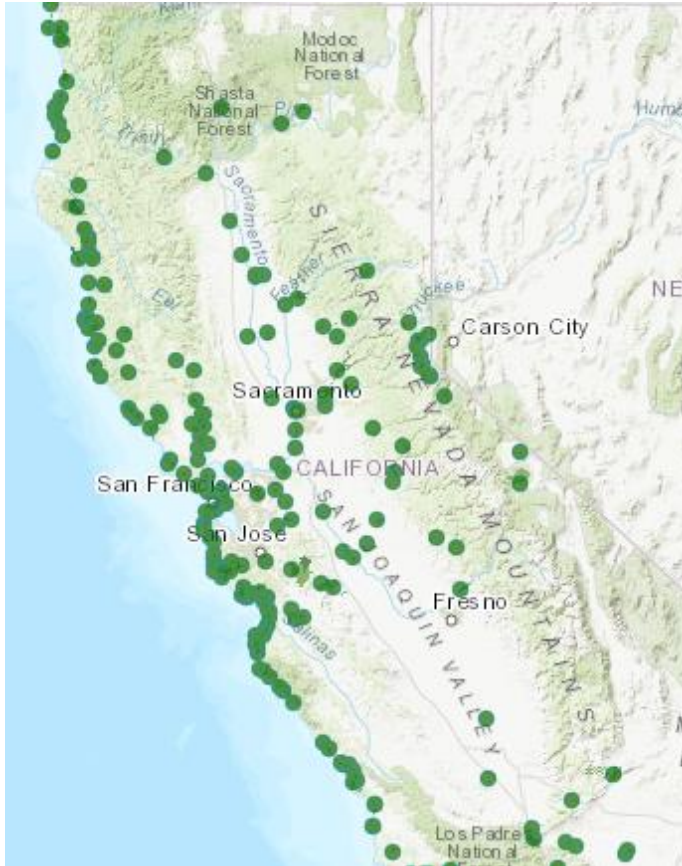 Modoc
National
Forest
Shasta
National
Forest
Trinity
Sacramento
Feather
Truckee
Eel
SIERRA NEVADA MOUNTAINS
NE
Carson City
Sacramento
CALIFORNIA
San Francisco
San Jose
SAN JOAQUIN VALLEY
Fresno
Salinas
Los Padres
National